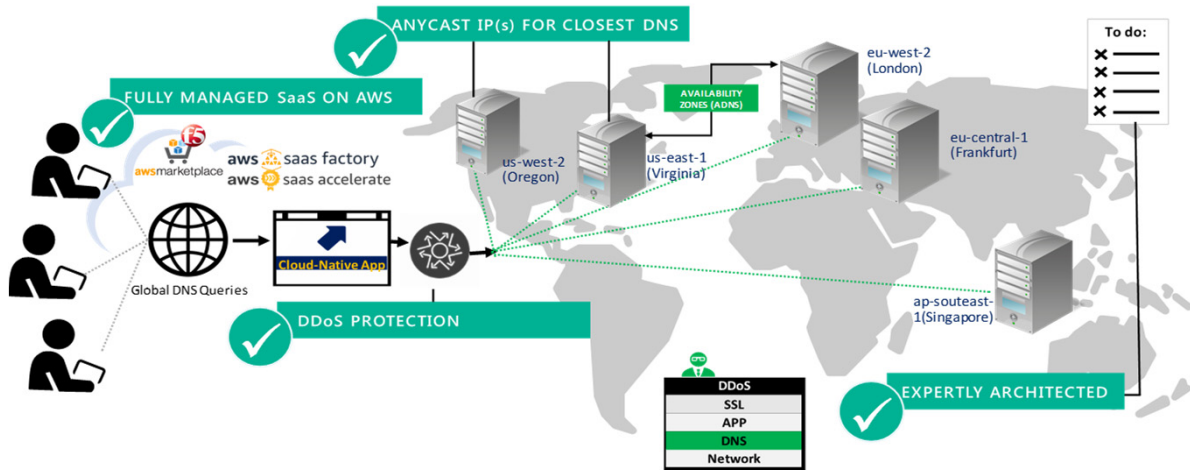 ANYCAST IP(s) FOR CLOSEST DNS
FULLY MANAGED SaaS ON AWS
f5
aws marketplace
aws saas factory
aws saas accelerate
Global DNS Queries
Cloud-Native App
DDoS PROTECTION
us-west-2
(Oregon)
us-east-1
(Virginia)
AVAILABILITY
ZONES (ADNS)
eu-west-2
(London)
eu-central-1
(Frankfurt)
ap-souteast-
1(Singapore)
To do:
EXPERTLY ARCHITECTED
DDoS
SSL
APP
DNS
Network